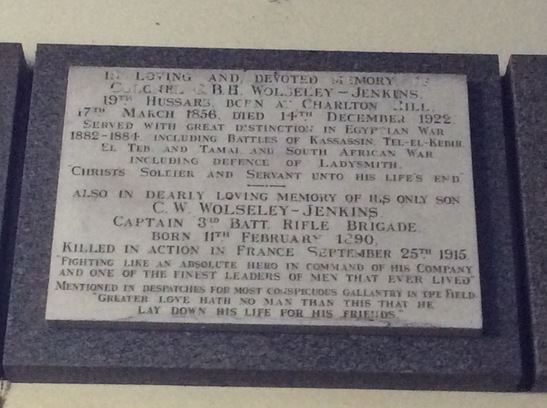 IN LOVING AND DEVOTED MEMORY OF
COLONEL C.B.H. WOLSELEY-JENKINS.
19TH HUSSARS. BORN AT CHARLTON HILL.
17TH MARCH 1856. DIED 14TH DECEMBER 1922.
SERVED WITH GREAT DISTINCTION IN EGYPTIAN WAR
1882-1884. INCLUDING BATTLES OF KASSASSIN, TEL-EL-KEBIR,
EL TEB, AND TAMAI, AND SOUTH AFRICAN WAR
INCLUDING DEFENCE OF LADYSMITH.
"CHRISTS SOLDIER AND SERVANT UNTO HIS LIFE'S END."
ALSO IN DEARLY LOVING MEMORY OF HIS ONLY SON
C.W. WOLSELEY-JENKINS.
CAPTAIN 3RD BATT. RIFLE BRIGADE.
BORN 11TH FEBRUARY 1890.
KILLED IN ACTION IN FRANCE SEPTEMBER 25TH 1915.
"FIGHTING LIKE AN ABSOLUTE HERO IN COMMAND OF HIS COMPANY
AND ONE OF THE FINEST LEADERS OF MEN THAT EVER LIVED"
MENTIONED IN DESPATCHES FOR MOST CONSPICUOUS GALLANTRY IN THE FIELD.
"GREATER LOVE HATH NO MAN THAN THIS THAT HE
LAY DOWN HIS LIFE FOR HIS FRIENDS."